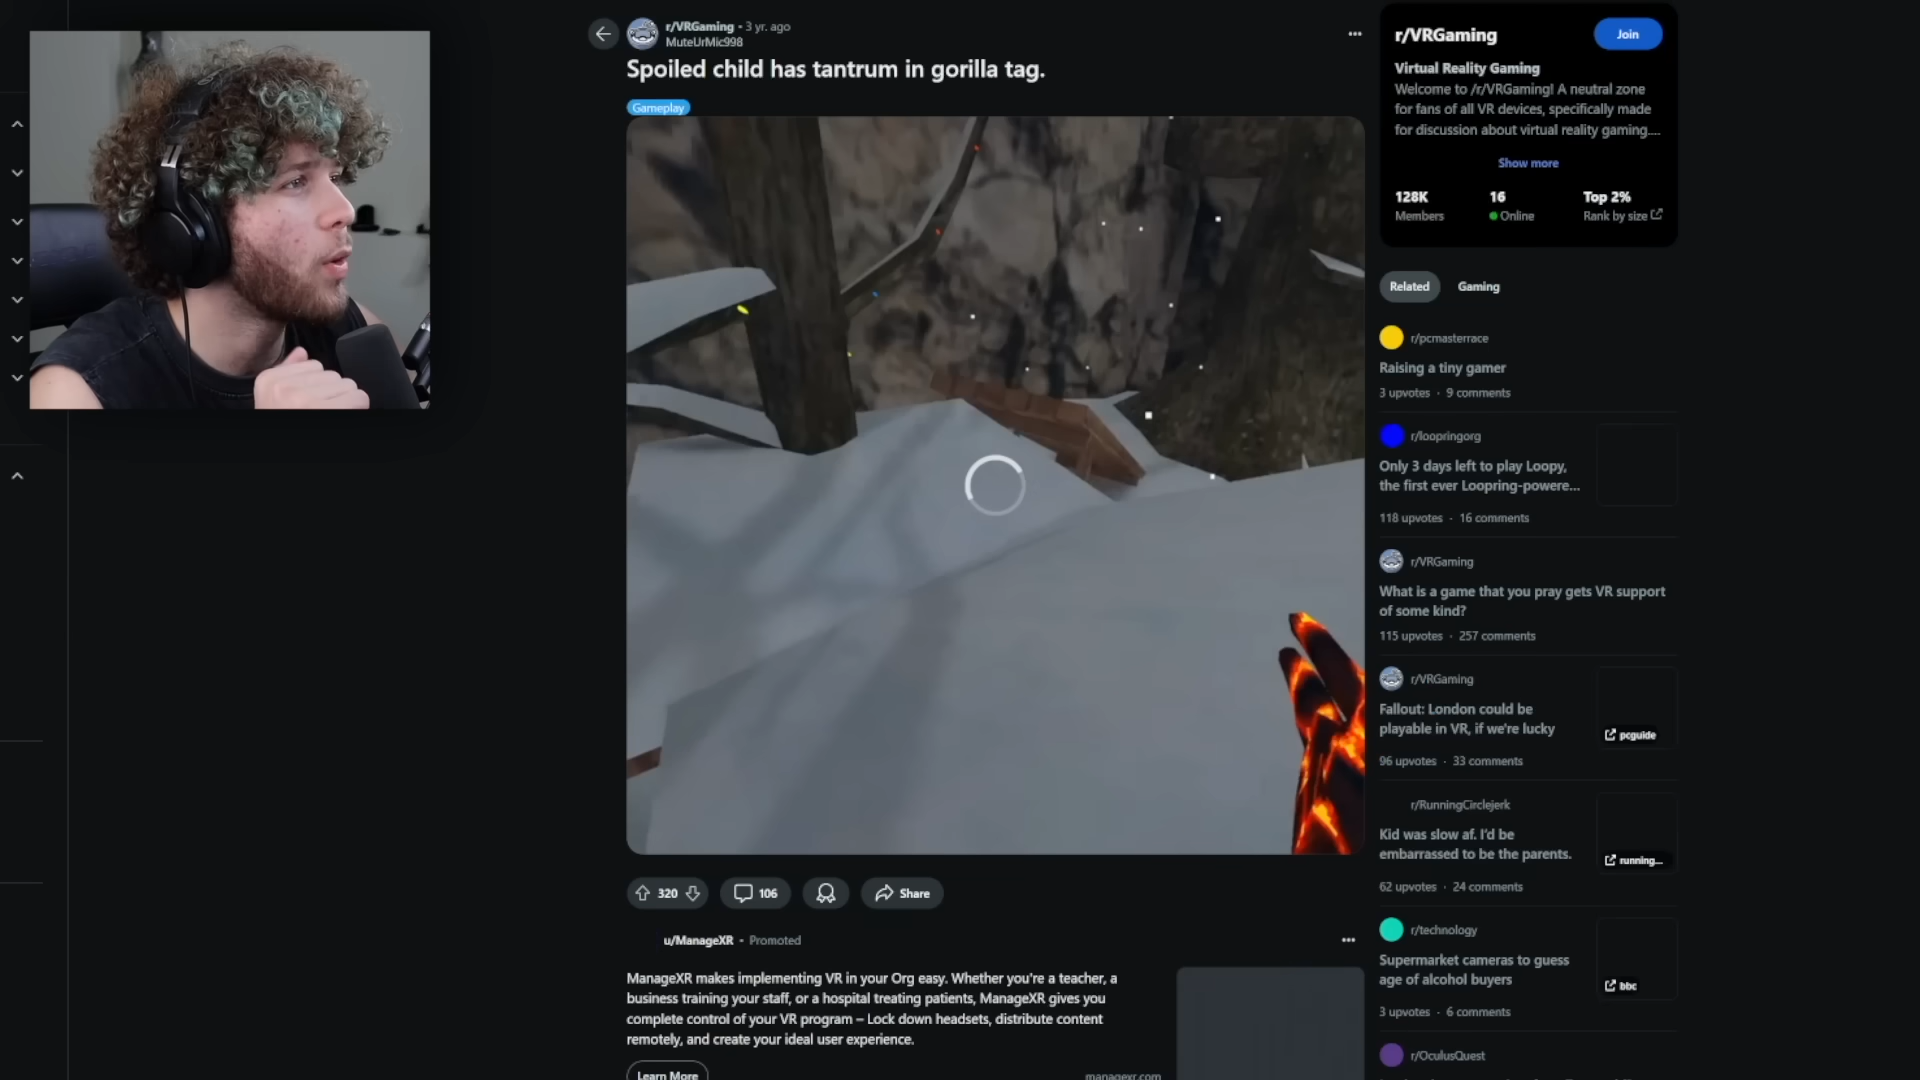 r/VRGaming • 3 yr. ago
MuteUrMic998
Spoiled child has tantrum in gorilla tag.
Gameplay
320
106
Share
u/ManageXR • Promoted
ManageXR makes implementing VR in your Org easy. Whether you're a teacher, a
business training your staff, or a hospital treating patients, ManageXR gives you
complete control of your VR program – Lock down headsets, distribute content
remotely, and create your ideal user experience.
Learn More
managexr.com
r/VRGaming
Join
Virtual Reality Gaming
Welcome to /r/VRGaming! A neutral zone
for fans of all VR devices, specifically made
for discussion about virtual reality gaming....
Show more
128K 16 Top 2%
Members Online Rank by size
Related Gaming
r/pcmasterrace
Raising a tiny gamer
3 upvotes · 9 comments
r/loopringorg
Only 3 days left to play Loopy,
the first ever Loopring-powere...
118 upvotes · 16 comments
r/VRGaming
What is a game that you pray gets VR support
of some kind?
115 upvotes · 257 comments
r/VRGaming
Fallout: London could be
playable in VR, if we're lucky
pcguide
96 upvotes · 33 comments
r/RunningCirclejerk
Kid was slow af. I'd be
embarrassed to be the parents.
running...
62 upvotes · 24 comments
r/technology
Supermarket cameras to guess
age of alcohol buyers
bbc
3 upvotes · 6 comments
r/OculusQuest